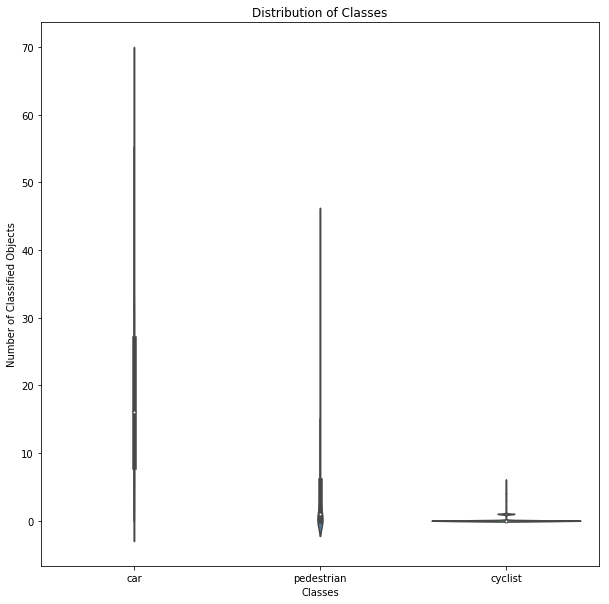 Distribution of Classes
Number of Classified Objects
70
60
50
40
30
20
10
0
car pedestrian cyclist
Classes